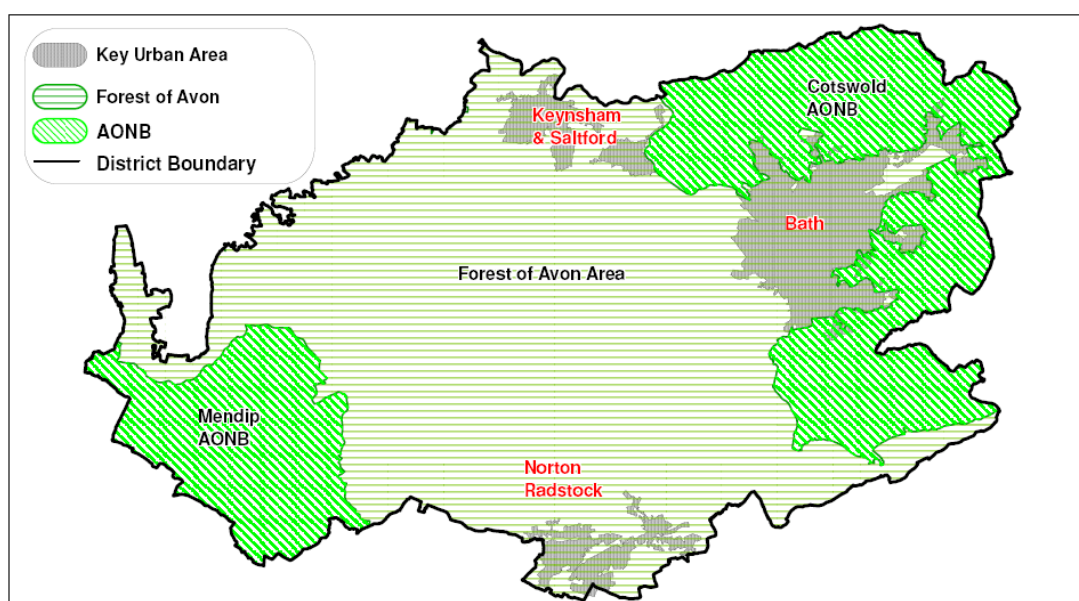 Key Urban Area
Forest of Avon
AONB
District Boundary
Cotswold
AONB
Keynsham
& Saltford
Bath
Forest of Avon Area
Mendip
AONB
Norton
Radstock